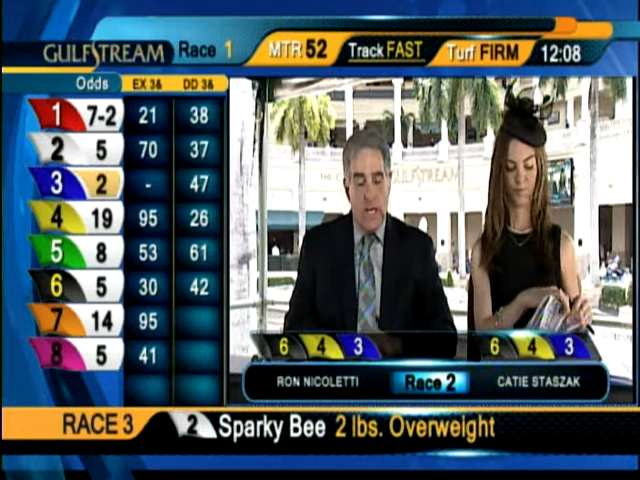 GULFSTREAM Race 1 MTR 52 Track FAST Turf FIRM 12:08
Odds EX 3& DD 3&
1 7-2 21 38
2 5 70 37
3 2 - 47
4 19 95 26
5 8 53 61
6 5 30 42
7 14 95
8 5 41
GULFSTREAM
6 4 3 6 4 3
RON NICOLETTI Race 2 CATIE STASZAK
RACE 3 2 Sparky Bee 2 lbs. Overweight